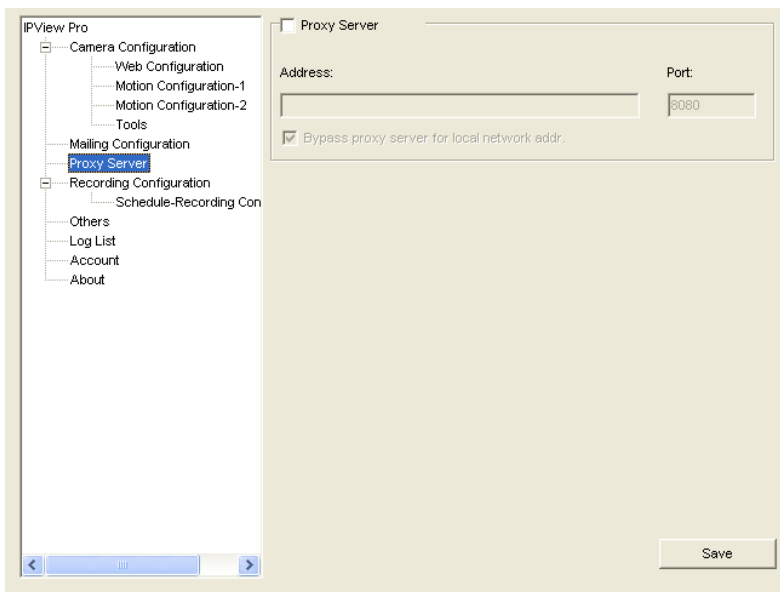 IPView Pro
Camera Configuration
Web Configuration
Motion Configuration-1
Motion Configuration-2
Tools
Mailing Configuration
Proxy Server
Recording Configuration
Schedule-Recording Con
Others
Log List
Account
About
Proxy Server
Address:
Port:
8080
Bypass proxy server for local network addr.
Save